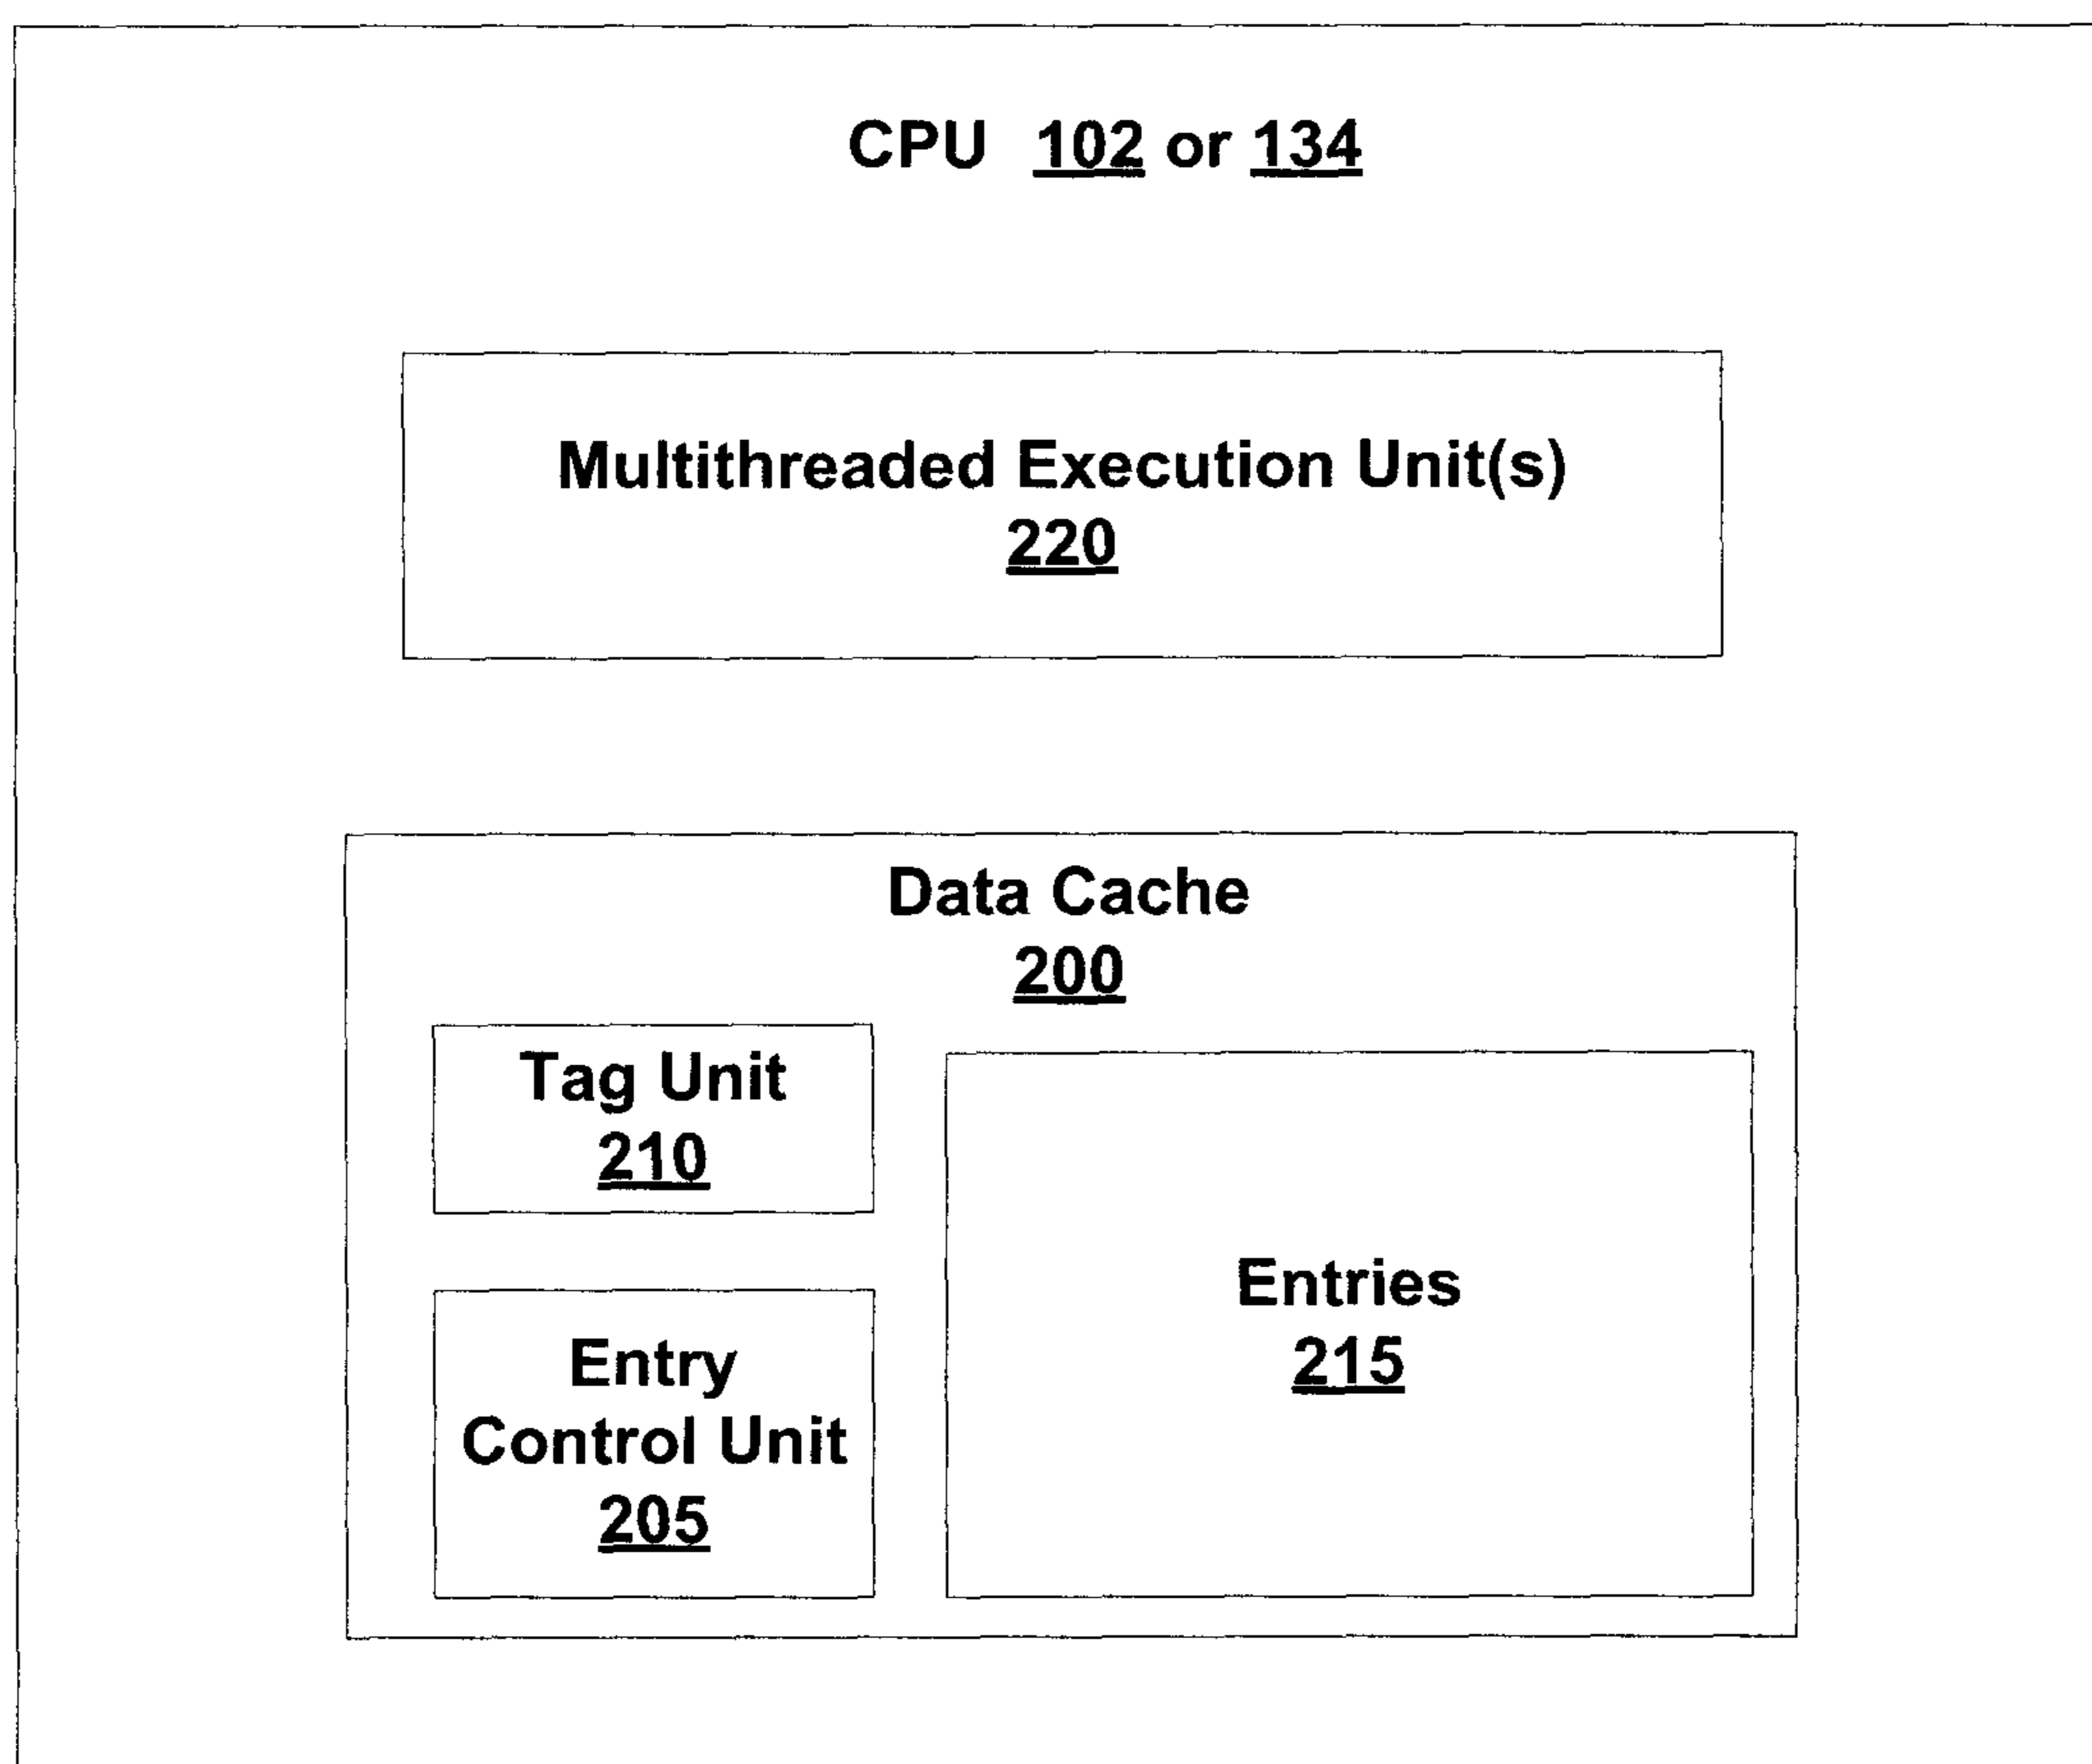 CPU 102 or 134
Multithreaded Execution Unit(s)
220
Data Cache
200
Tag Unit
210
Entry
Control Unit
205
Entries
215